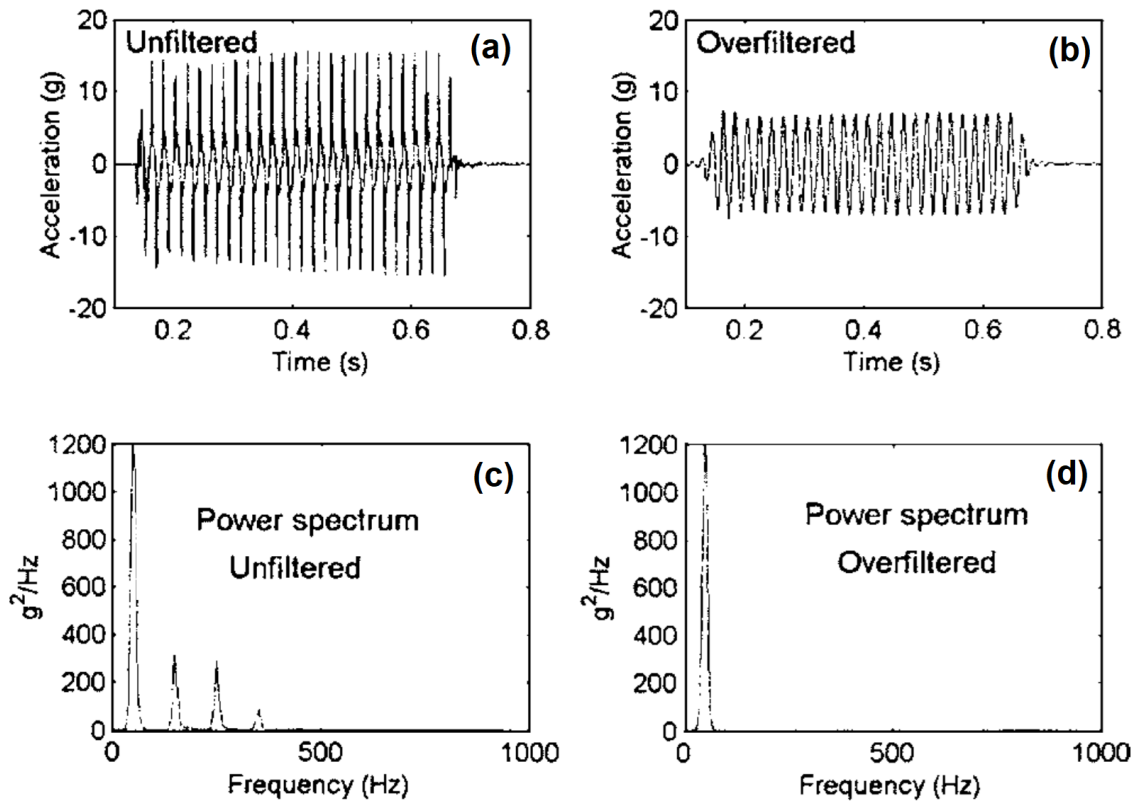 Unfiltered
(a)
20
10
0
-10
-20
Acceleration (g)
0.2 0.4 0.6 0.8
Time (s)
Overfiltered
(b)
20
10
0
-10
-20
Acceleration (g)
0.2 0.4 0.6 0.8
Time (s)
(c)
1200
1000
800
600
400
200
0
g²/Hz
Power spectrum
Unfiltered
0 500 1000
Frequency (Hz)
(d)
1200
1000
800
600
400
200
0
g²/Hz
Power spectrum
Overfiltered
0 500 1000
Frequency (Hz)